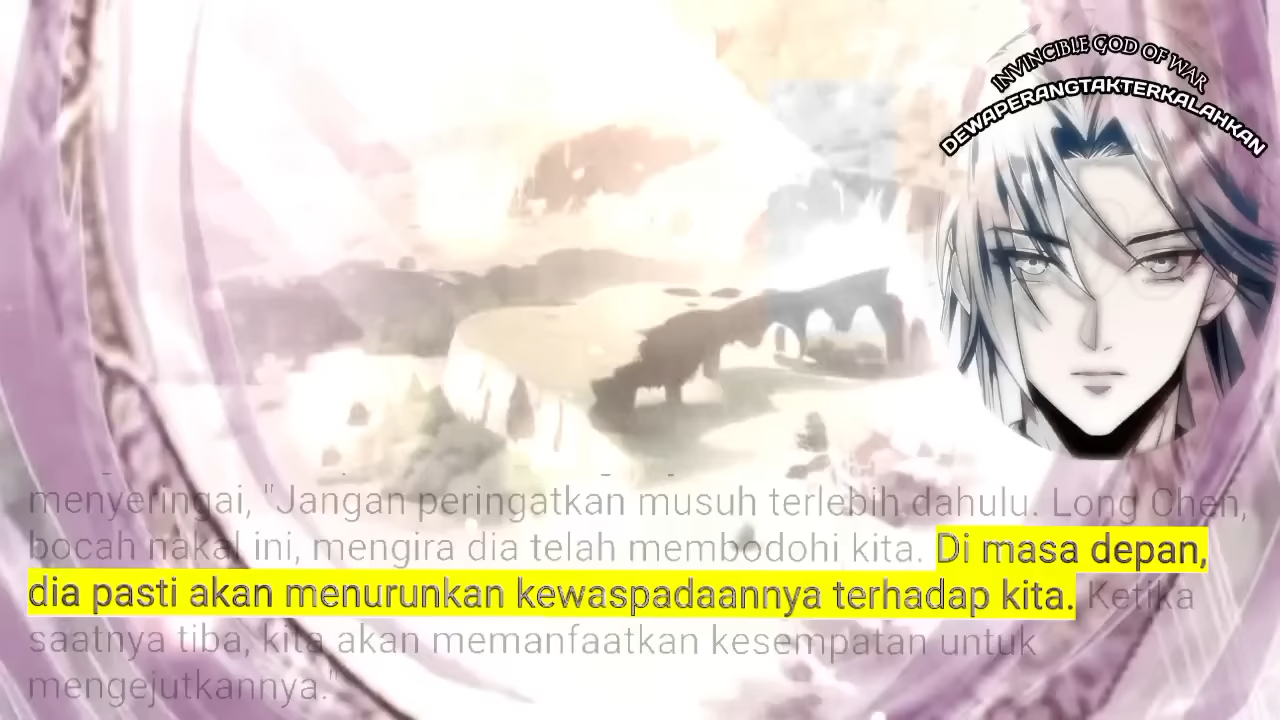 INVINCIBLE GOD OF WAR
DEWAPERANGTAKTERKALAHKAN
menyeringai, "Jangan peringatkan musuh terlebih dahulu. Long Chen,
bocah nakal ini, mengira dia telah membodohi kita. Di masa depan,
dia pasti akan menurunkan kewaspadaannya terhadap kita. Ketika
saatnya tiba, kita akan memanfaatkan kesempatan untuk
mengejutkannya."